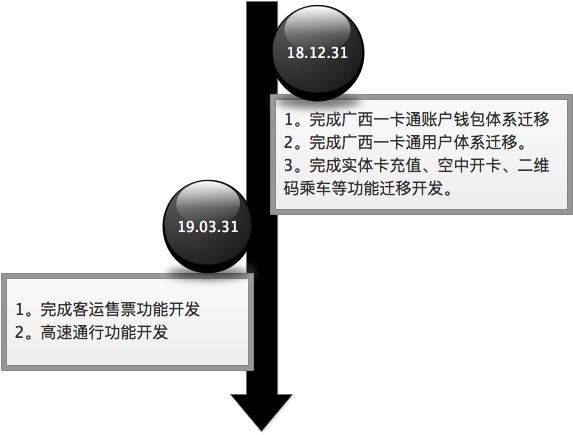 18.12.31
1。完成广西一卡通账户钱包体系迁移
2。完成广西一卡通用户体系迁移。
3。完成实体卡充值、空中开卡、二维
码乘车等功能迁移开发。
19.03.31
1。完成客运售票功能开发
2。高速通行功能开发